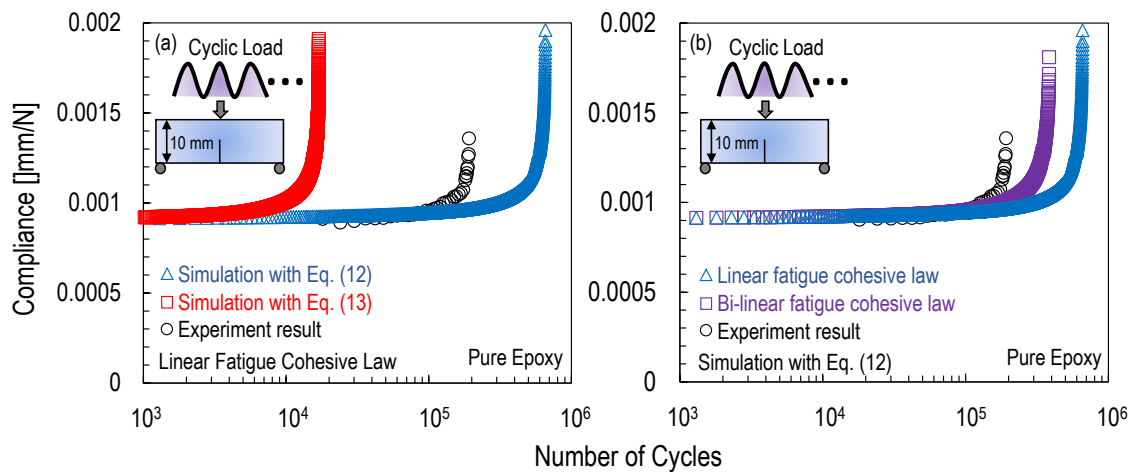 Compliance []mm/N]
0.002
0.0015
0.001
0.0005
0
(a)
Cyclic Load
10 mm
Simulation with Eq. (12)
Simulation with Eq. (13)
Experiment result
Linear Fatigue Cohesive Law
Pure Epoxy
10³
10⁴
10⁵
10⁶
0.002
0.0015
0.001
0.0005
0
(b)
Cyclic Load
10 mm
Linear fatigue cohesive law
Bi-linear fatigue cohesive law
Experiment result
Simulation with Eq. (12)
Pure Epoxy
10³
10⁴
10⁵
10⁶
Number of Cycles